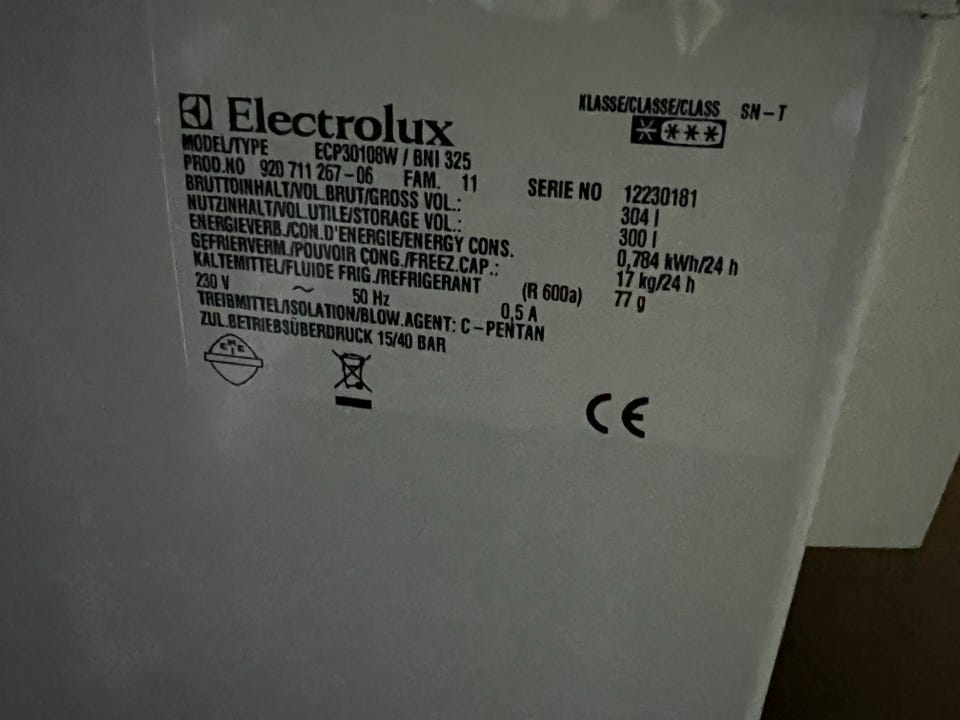 Electrolux
KLASSE/CLASSE/CLASS SN-T
MODEL/TYPE ECP30108W / BNI 325
PROD.NO 920 711 267-06 FAM. 11 SERIE NO 12230181
BRUTTOINHALT/VOL.BRUT/GROSS VOL.: 304 l
NUTZINHALT/VOL.UTILE/STORAGE VOL.: 300 l
ENERGIEVERB./CON.D'ENERGIE/ENERGY CONS. 0,784 kWh/24 h
GEFRIERVERM./POUVOIR CONG./FREEZ.CAP.: 17 kg/24 h
KÄLTEMITTEL/FLUIDE FRIG./REFRIGERANT (R 600a) 77 g
230 V ~ 50 Hz 0,5 A
TREIBMITTEL/ISOLATION/BLOW.AGENT: C-PENTAN
ZUL.BETRIEBSÜBERDRUCK 15/40 BAR
CE